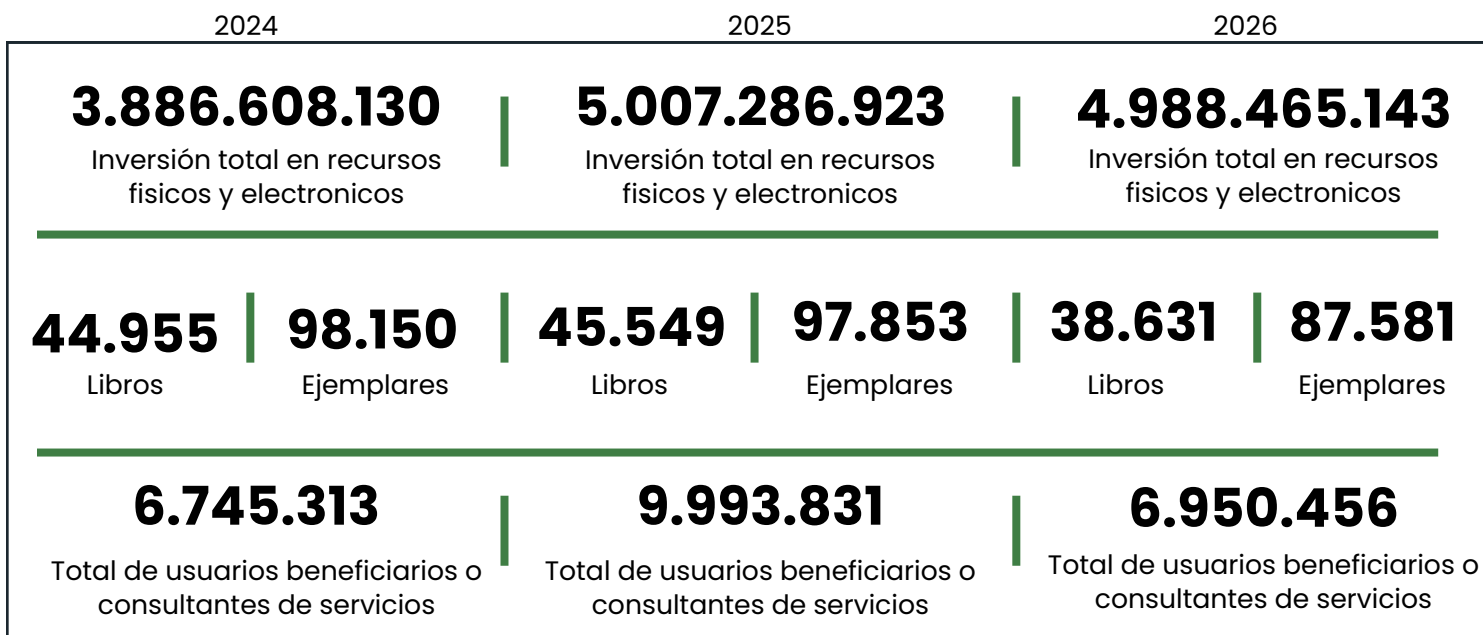 2024
2025
2026
3.886.608.130
5.007.286.923
4.988.465.143
Inversión total en recursos
fisicos y electronicos
Inversión total en recursos
fisicos y electronicos
Inversión total en recursos
fisicos y electronicos
44.955
98.150
45.549
97.853
38.631
87.581
Libros
Ejemplares
Libros
Ejemplares
Libros
Ejemplares
6.745.313
9.993.831
6.950.456
Total de usuarios beneficiarios o
consultantes de servicios
Total de usuarios beneficiarios o
consultantes de servicios
Total de usuarios beneficiarios o
consultantes de servicios